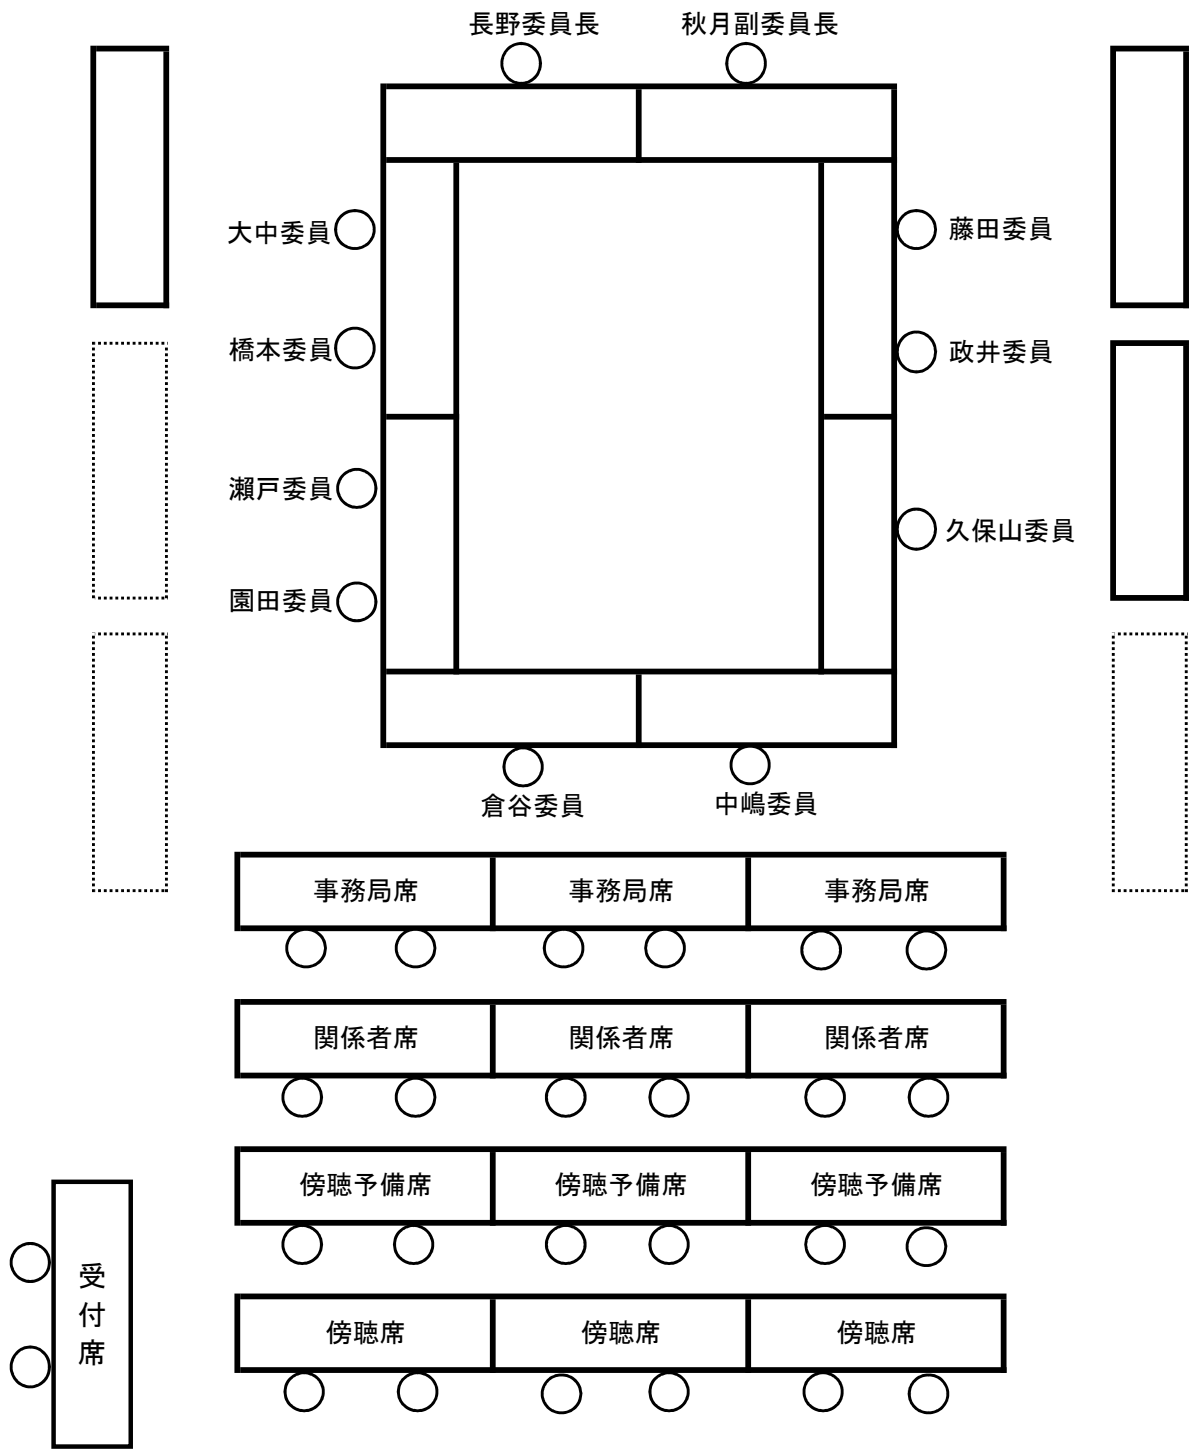 長野委員長
秋月副委員長
大中委員
藤田委員
橋本委員
政井委員
瀬戸委員
久保山委員
園田委員
倉谷委員
中嶋委員
事務局席
事務局席
事務局席
関係者席
関係者席
関係者席
傍聴予備席
傍聴予備席
傍聴予備席
傍聴席
傍聴席
傍聴席
受付席